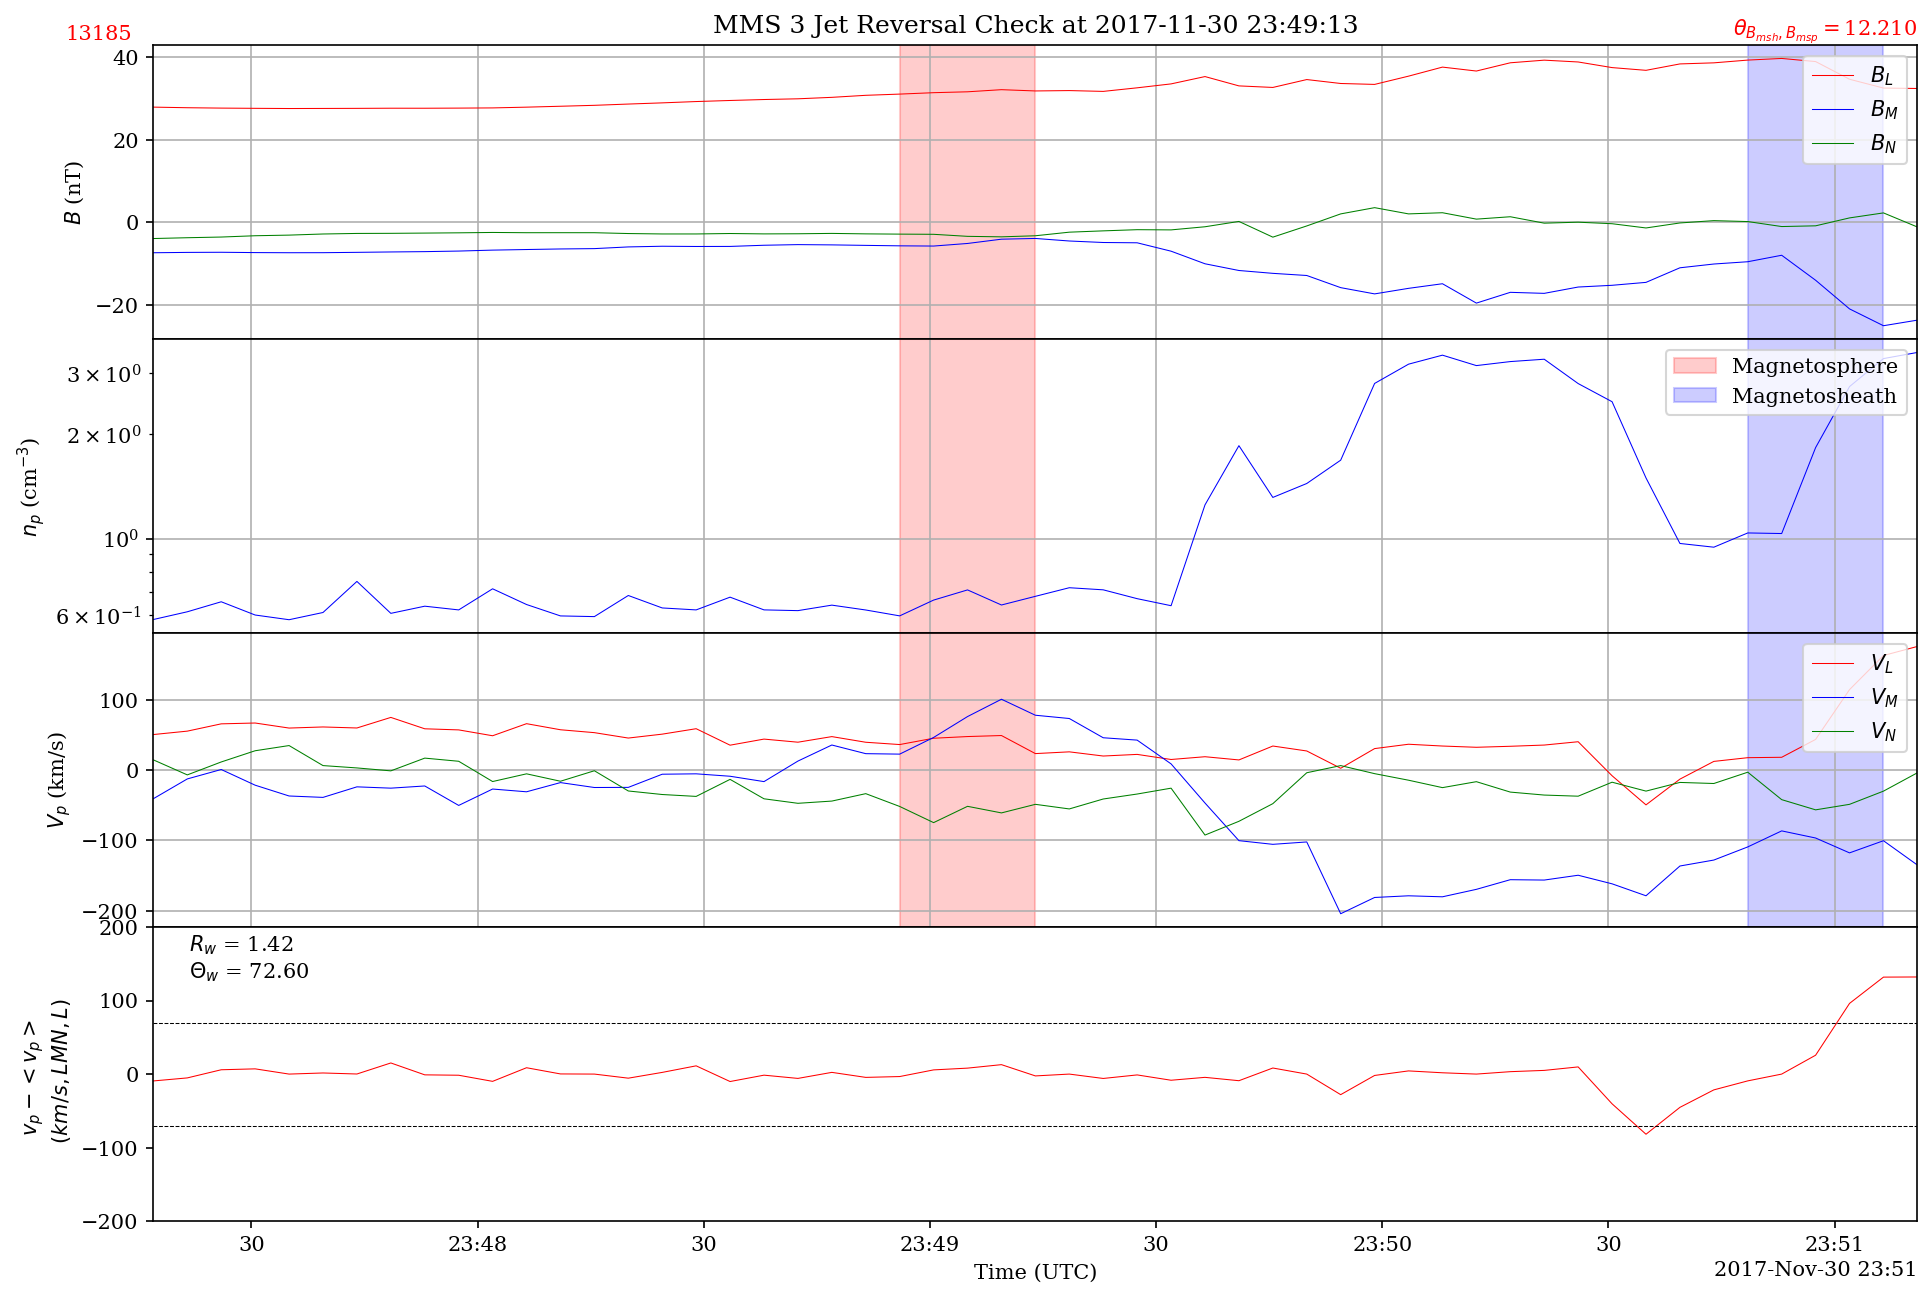 13185
MMS 3 Jet Reversal Check at 2017-11-30 23:49:13
θ_{B_{msh}, B_{msp}} = 12.210
B (nT)
40
20
0
−20
B_L
B_M
B_N
n_p (cm^{−3})
3 × 10^0
2 × 10^0
10^0
6 × 10^{−1}
Magnetosphere
Magnetosheath
V_p (km/s)
100
0
−100
−200
V_L
V_M
V_N
v_p − < v_p >
(km/s, LMN, L)
200
100
0
−100
−200
R_w = 1.42
Θ_w = 72.60
30
23:48
30
23:49
30
23:50
30
23:51
Time (UTC)
2017-Nov-30 23:51